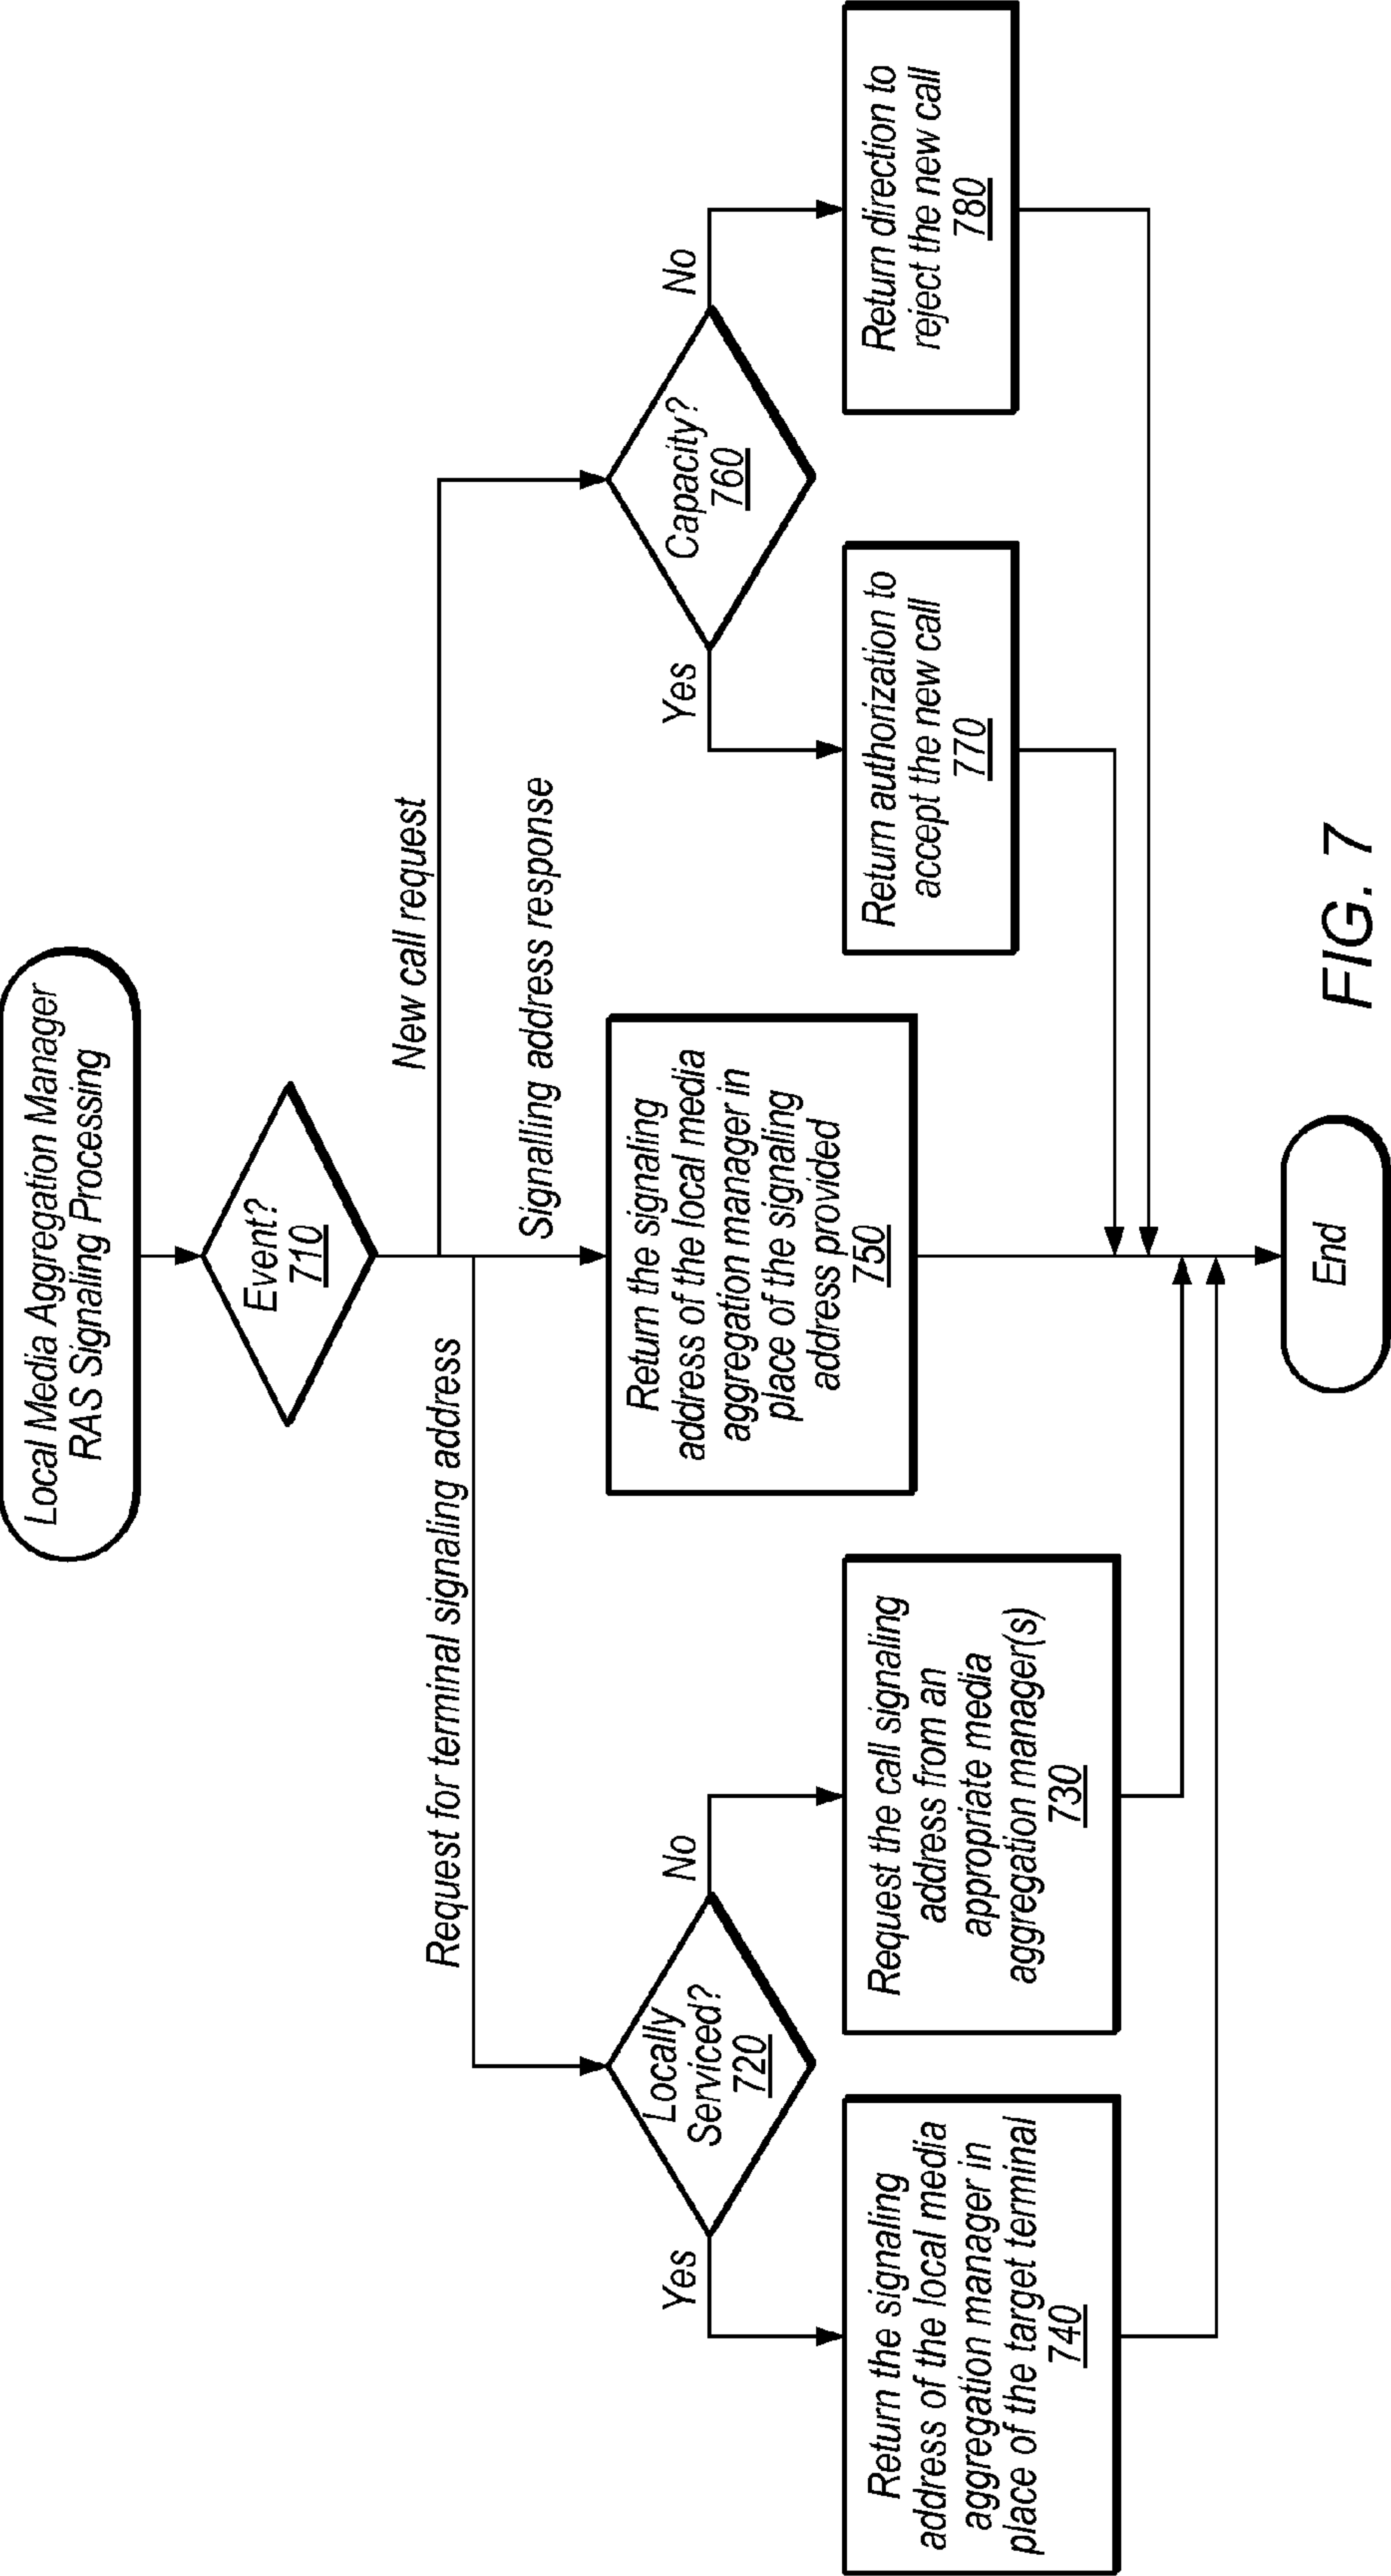 Local Media Aggregation Manager
RAS Signaling Processing
Event?
710
New call request
Signalling address response
Request for terminal signaling address
Locally
Serviced?
720
Yes
No
Capacity?
760
Yes
No
Return the signaling
address of the local media
aggregation manager in
place of the target terminal
740
Request the call signaling
address from an
appropriate media
aggregation manager(s)
730
Return the signaling
address of the local media
aggregation manager in
place of the signaling
address provided
750
Return authorization to
accept the new call
770
Return direction to
reject the new call
780
End
FIG. 7